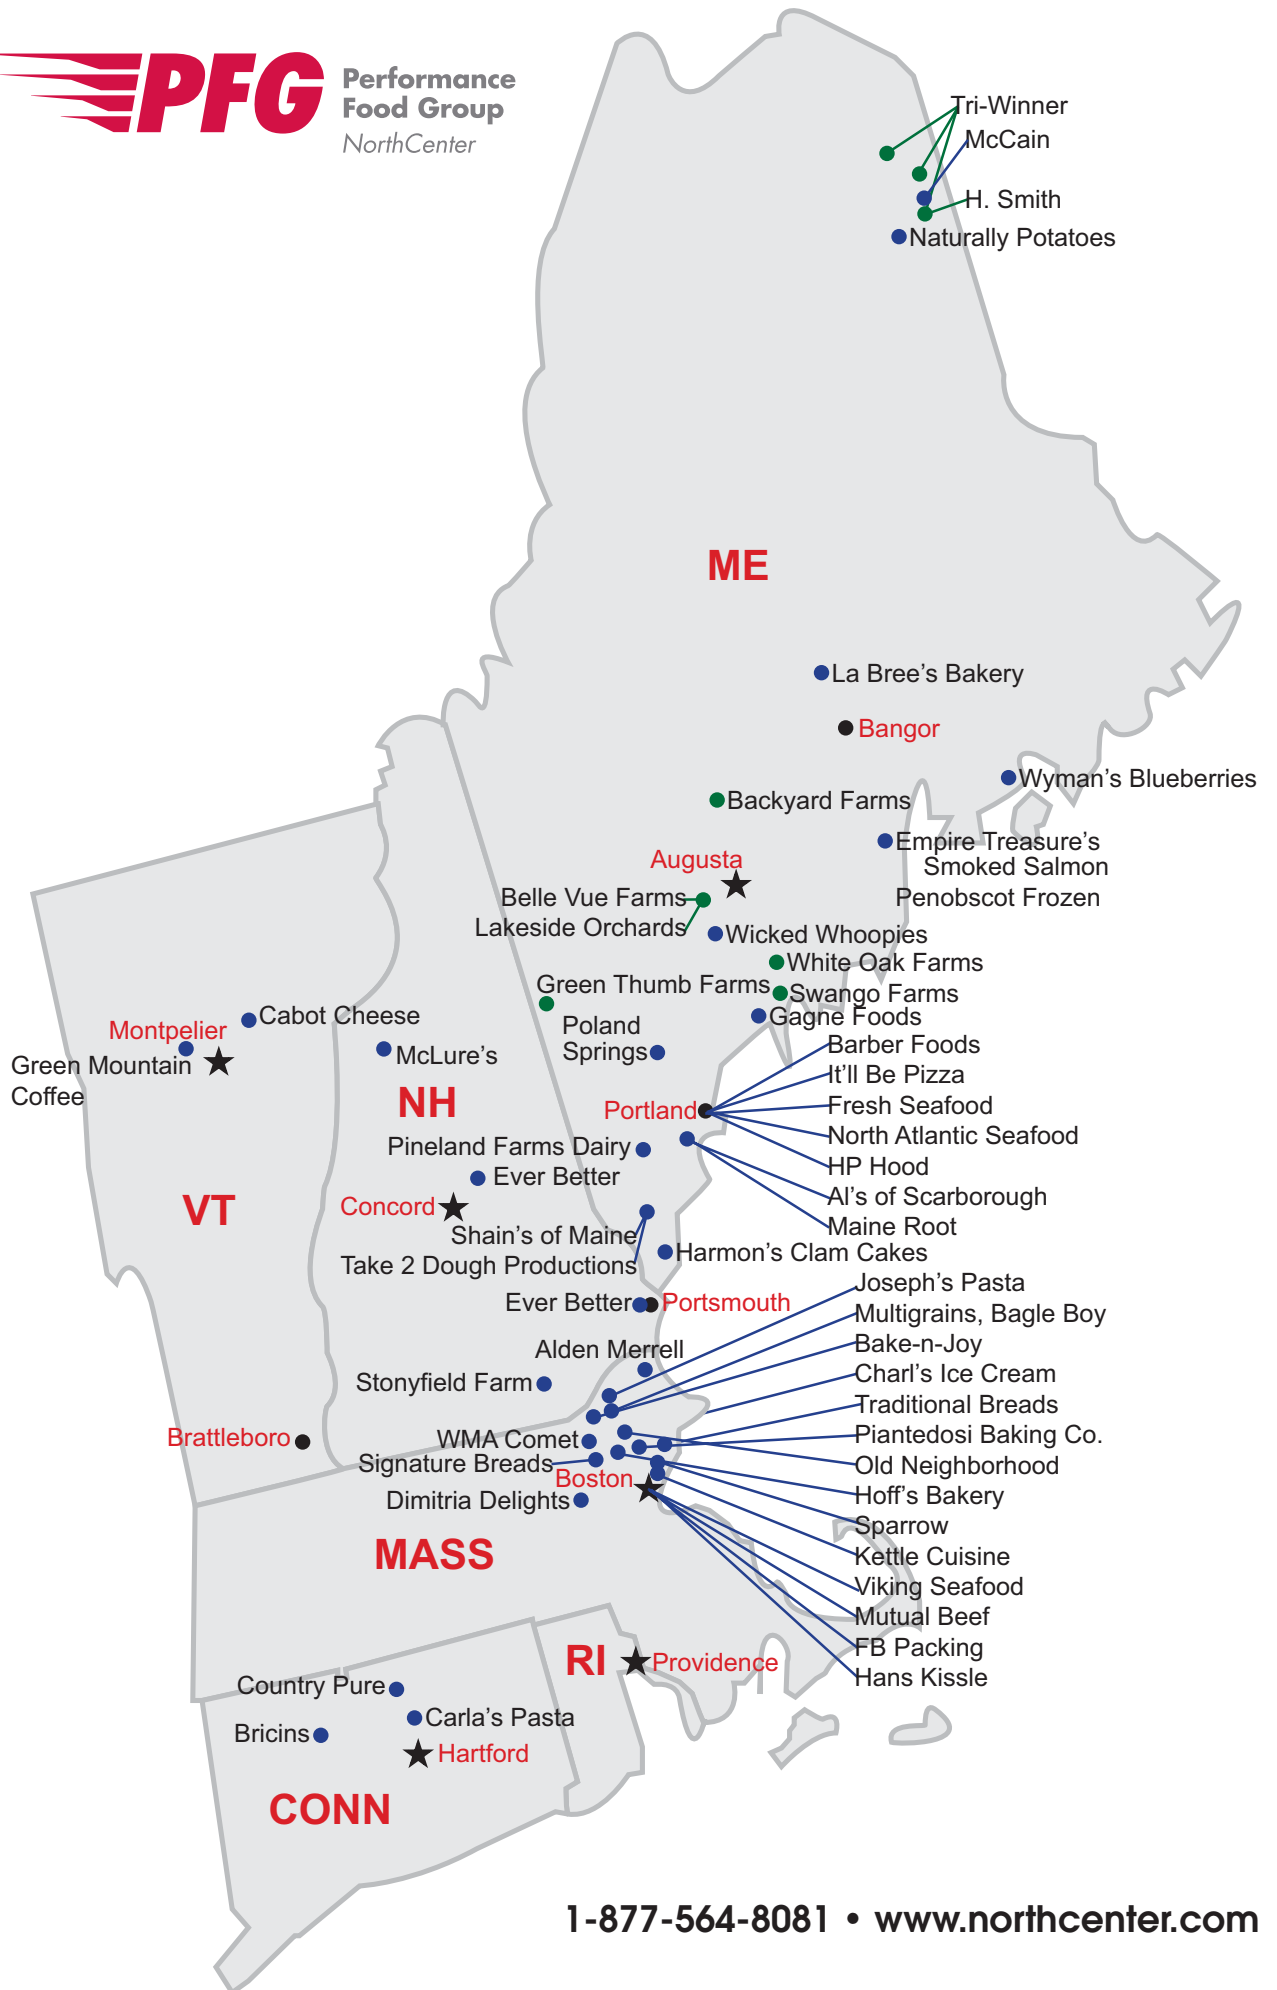 PFG
Performance
Food Group
NorthCenter
Tri-Winner
McCain
H. Smith
Naturally Potatoes
ME
La Bree's Bakery
Bangor
Wyman's Blueberries
Backyard Farms
Empire Treasure's
Smoked Salmon
Penobscot Frozen
Augusta
Belle Vue Farms
Lakeside Orchards
Wicked Whoopies
White Oak Farms
Green Thumb Farms
Swango Farms
Gagne Foods
Poland
Springs
Cabot Cheese
Montpelier
Green Mountain
Coffee
McLure's
NH
Barber Foods
It'll Be Pizza
Portland
Fresh Seafood
North Atlantic Seafood
HP Hood
Al's of Scarborough
Maine Root
Pineland Farms Dairy
Ever Better
VT
Concord
Shain's of Maine
Take 2 Dough Productions
Harmon's Clam Cakes
Ever Better
Portsmouth
Joseph's Pasta
Multigrains, Bagle Boy
Bake-n-Joy
Charl's Ice Cream
Traditional Breads
Piantedosi Baking Co.
Old Neighborhood
Hoff's Bakery
Sparrow
Kettle Cuisine
Viking Seafood
Mutual Beef
FB Packing
Hans Kissle
Alden Merrell
Stonyfield Farm
Brattleboro
WMA Comet
Signature Breads
Boston
Dimitria Delights
MASS
RI
Providence
Country Pure
Carla's Pasta
Bricins
Hartford
CONN
1-877-564-8081 • www.northcenter.com